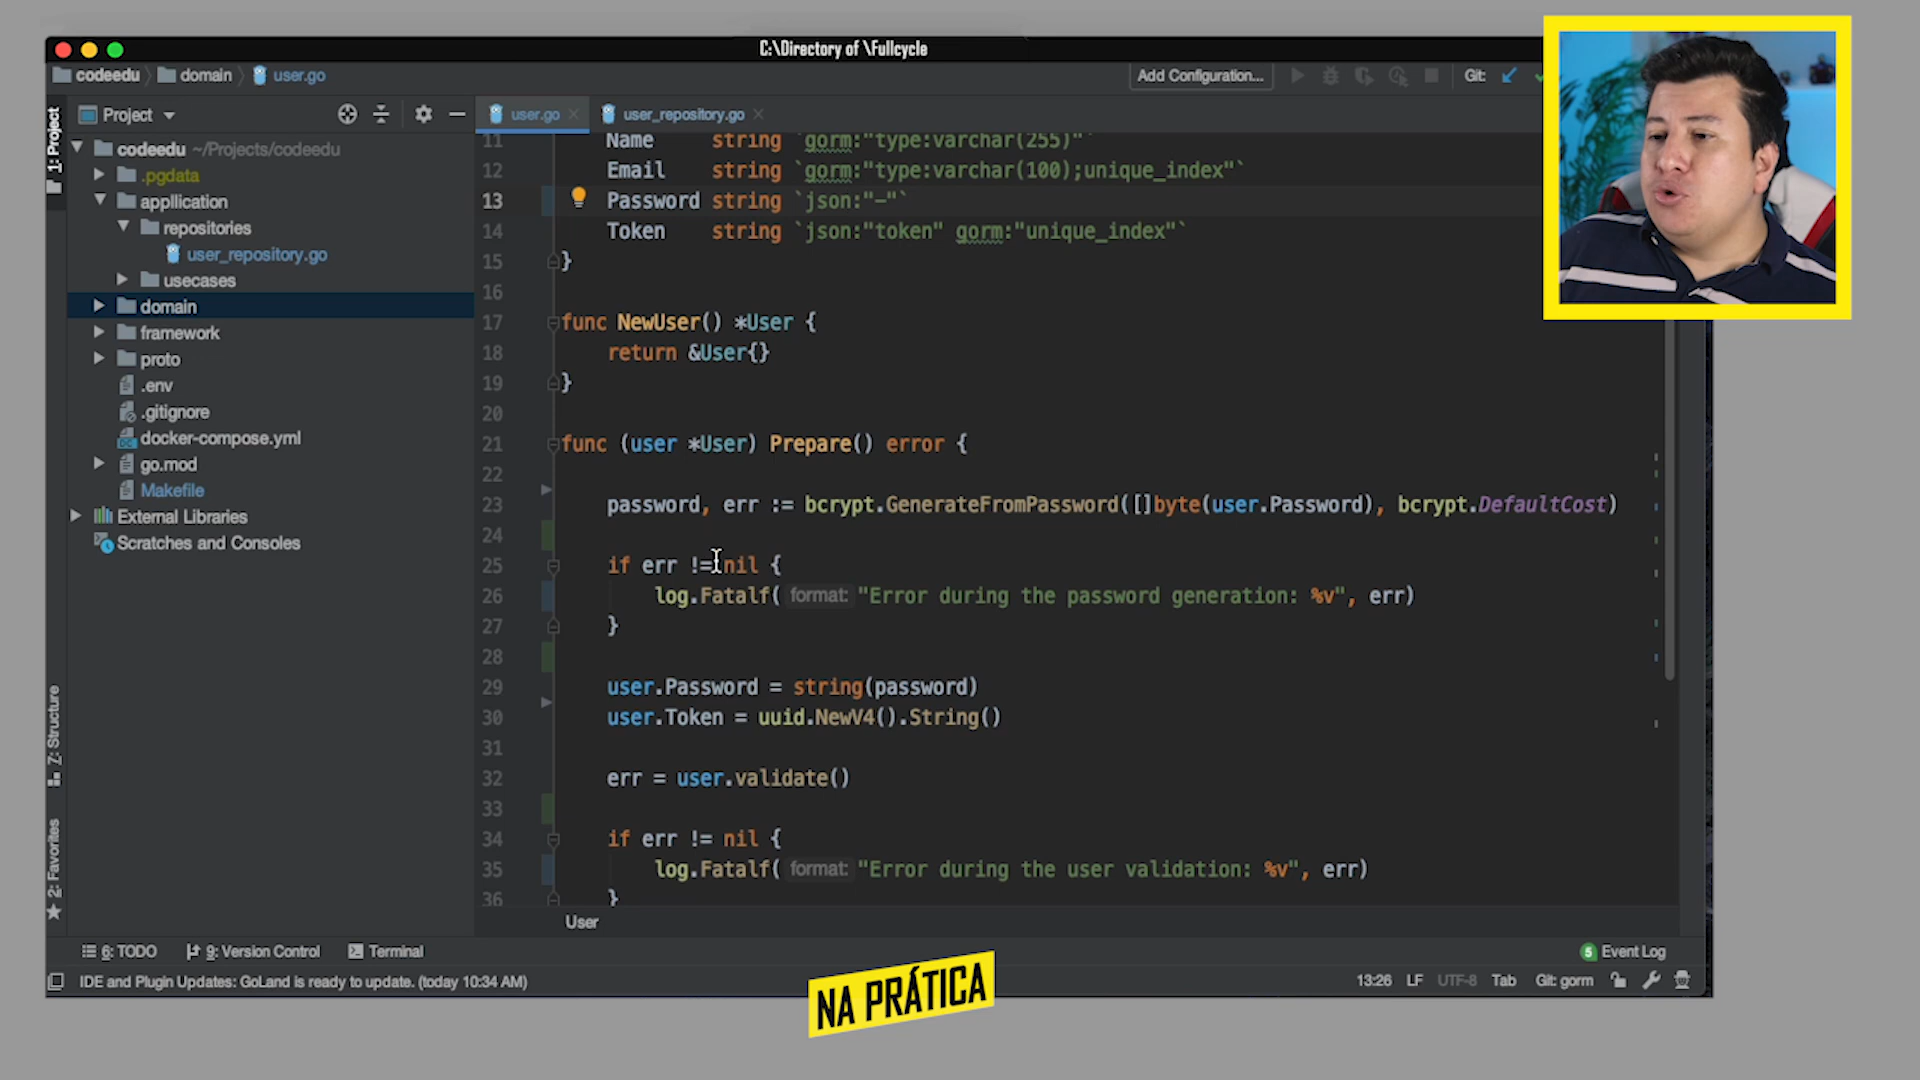 C:\Directory of \Fullcycle
codeedu domain user.go
Add Configuration...
Git:
1: Project
Project
user.go
user_repository.go
codeedu ~/Projects/codeedu
.pgdata
appllication
repositories
user_repository.go
usecases
domain
framework
proto
.env
.gitignore
docker-compose.yml
go.mod
Makefile
External Libraries
Scratches and Consoles
Z: Structure
2: Favorites
11 Name string `gorm:"type:varchar(255)"`
12 Email string `gorm:"type:varchar(100);unique_index"`
13 Password string `json:"-"`
14 Token string `json:"token" gorm:"unique_index"`
15 }
16
17 func NewUser() *User {
18 return &User{}
19 }
20
21 func (user *User) Prepare() error {
22
23 password, err := bcrypt.GenerateFromPassword([]byte(user.Password), bcrypt.DefaultCost)
24
25 if err != nil {
26 log.Fatalf( format: "Error during the password generation: %v", err)
27 }
28
29 user.Password = string(password)
30 user.Token = uuid.NewV4().String()
31
32 err = user.validate()
33
34 if err != nil {
35 log.Fatalf( format: "Error during the user validation: %v", err)
36 }
User
6: TODO
9: Version Control
Terminal
5 Event Log
IDE and Plugin Updates: GoLand is ready to update. (today 10:34 AM)
13:26 LF UTF-8 Tab Git: gorm
NA PRÁTICA